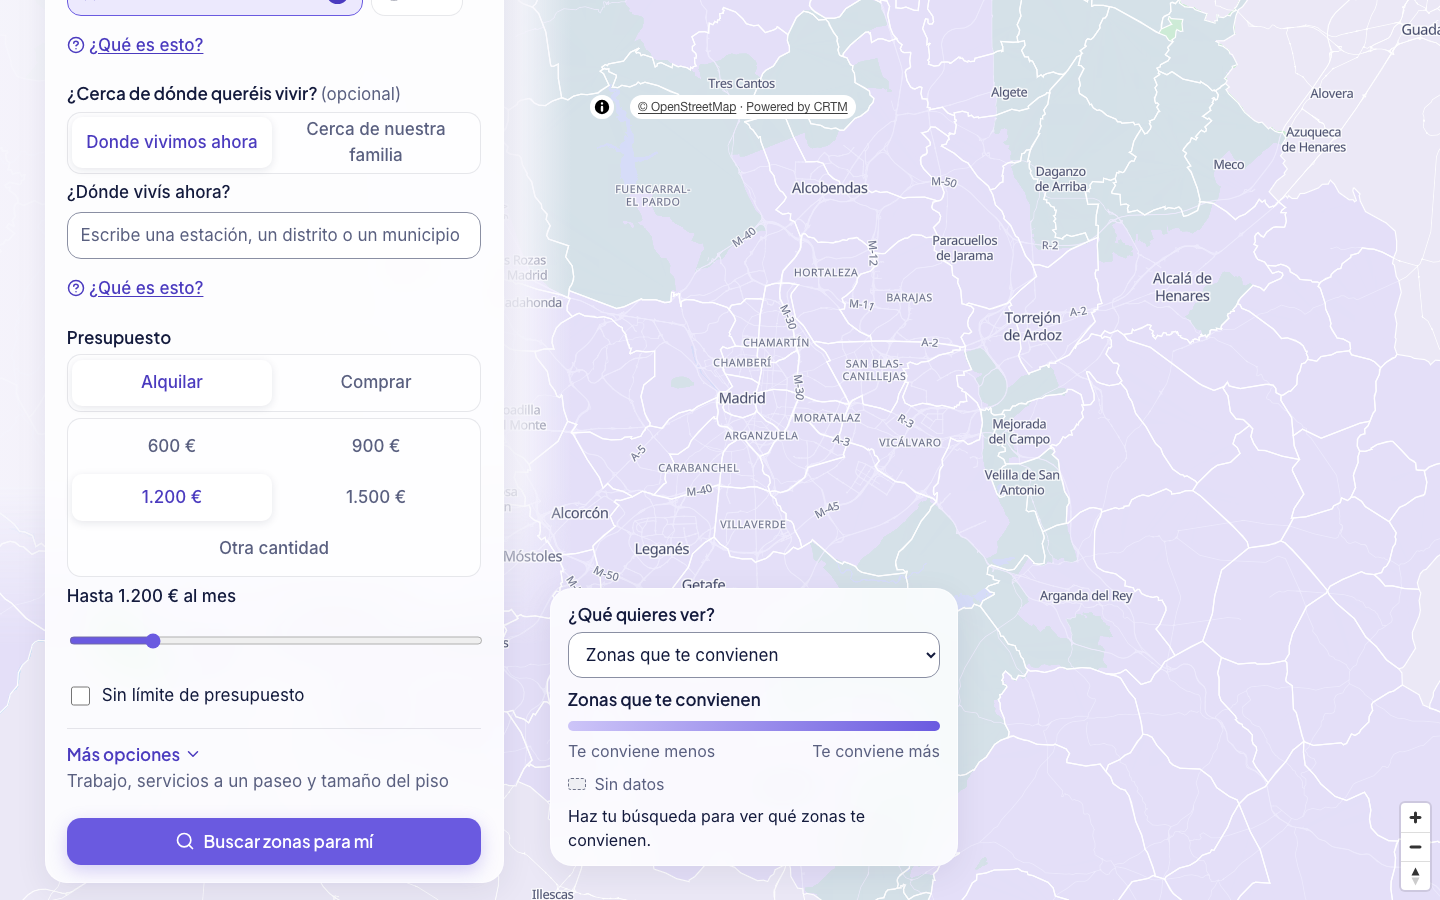 ¿Qué es esto?
¿Cerca de dónde queréis vivir? (opcional)
Donde vivimos ahora
Cerca de nuestra
familia
¿Dónde vivís ahora?
Escribe una estación, un distrito o un municipio
¿Qué es esto?
Presupuesto
Alquilar
Comprar
600 €
900 €
1.200 €
1.500 €
Otra cantidad
Hasta 1.200 € al mes
Sin límite de presupuesto
Más opciones
Trabajo, servicios a un paseo y tamaño del piso
Buscar zonas para mí
Tres Cantos
© OpenStreetMap · Powered by CRTM
Algete
Alovera
Azuqueca
de Henares
Meco
Daganzo
de Arriba
FUENCARRAL-
EL PARDO
Alcobendas
M-50
M-40
M-12
Paracuellos
de Jarama
R-2
HORTALEZA
Alcalá de
Henares
BARAJAS
M-11
M-30
Torrejón
de Ardoz
A-2
CHAMARTÍN
A-2
CHAMBERÍ
SAN BLAS-
CANILLEJAS
M-30
Madrid
MORATALAZ
R-3
Mejorada
del Campo
ARGANZUELA
A-3
VICÁLVARO
A-5
CARABANCHEL
Velilla de San
Antonio
M-40
Alcorcón
M-45
VILLAVERDE
Móstoles
Leganés
M-50
Getafe
Arganda del Rey
¿Qué quieres ver?
Zonas que te convienen
Zonas que te convienen
Te conviene menos
Te conviene más
Sin datos
Haz tu búsqueda para ver qué zonas te
convienen.
Illescas